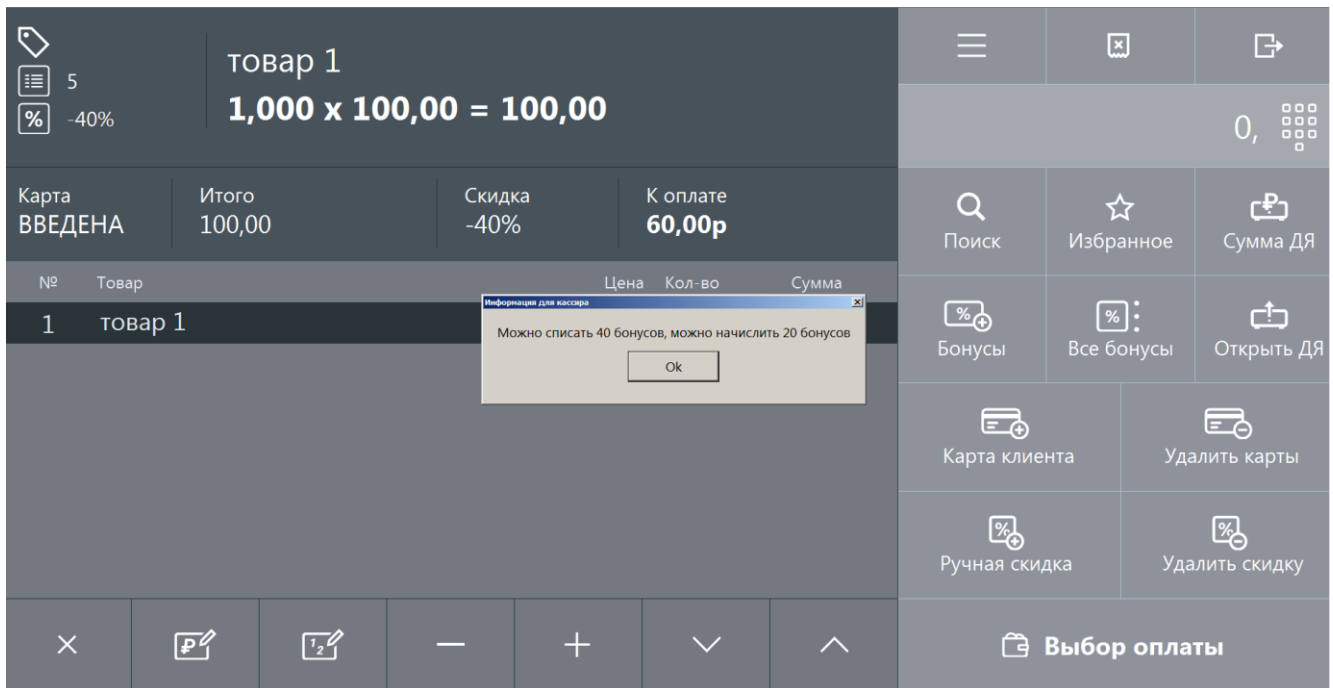 5
% -40%
товар 1
1,000 x 100,00 = 100,00
Карта Итого Скидка К оплате
ВВЕДЕНА 100,00 -40% 60,00р
№ Товар Цена Кол-во Сумма
1 товар 1
Информация для кассира
Можно списать 40 бонусов, можно начислить 20 бонусов
Ok
0,
Поиск Избранное Сумма ДЯ
Бонусы Все бонусы Открыть ДЯ
Карта клиента Удалить карты
Ручная скидка Удалить скидку
Выбор оплаты